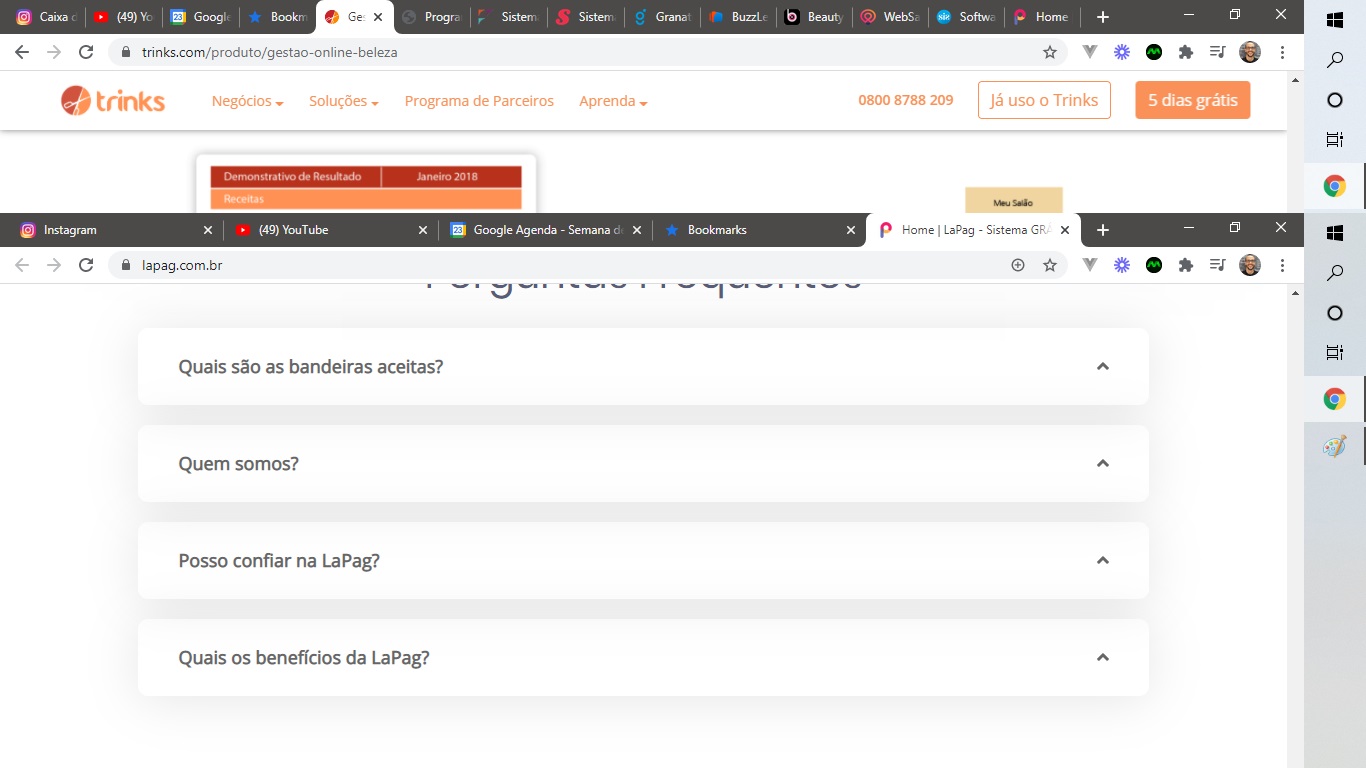 Caixa d
(49) Yo
Google
Bookm
Ges
Progra
Sistem
Sistem
Granat
BuzzLe
Beauty
WebSa
Softwa
Home
trinks.com/produto/gestao-online-beleza
trinks
Negócios
Soluções
Programa de Parceiros
Aprenda
0800 8788 209
Já uso o Trinks
5 dias grátis
Demonstrativo de Resultado
Janeiro 2018
Receitas
Meu Salão
Instagram
(49) YouTube
Google Agenda - Semana de
Bookmarks
Home | LaPag - Sistema GRÁ
lapag.com.br
Perguntas Frequentes
Quais são as bandeiras aceitas?
Quem somos?
Posso confiar na LaPag?
Quais os benefícios da LaPag?